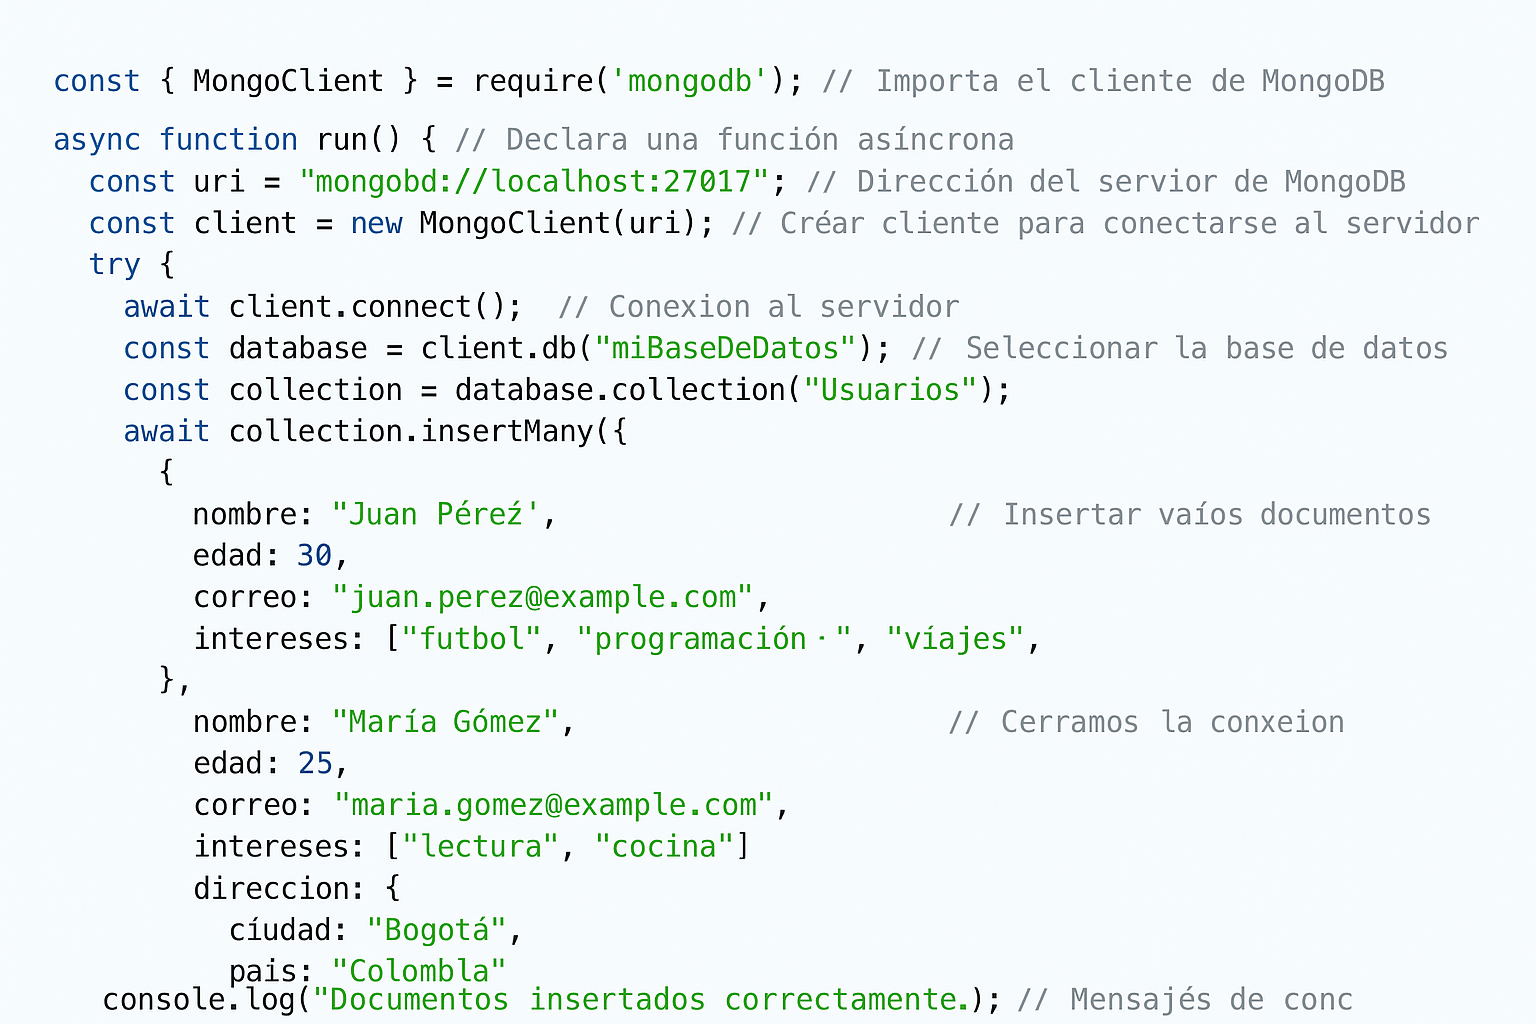 const { MongoClient } = require('mongodb'); // Importa el cliente de MongoDB
async function run() { // Declara una función asíncrona
const uri = "mongobd://localhost:27017"; // Dirección del servior de MongoDB
const client = new MongoClient(uri); // Créar cliente para conectarse al servidor
try {
await client.connect(); // Conexion al servidor
const database = client.db("miBaseDeDatos"); // Seleccionar la base de datos
const collection = database.collection("Usuarios");
await collection.insertMany({
{
nombre: "Juan Péreź', // Insertar vaíos documentos
edad: 30,
correo: "juan.perez@example.com",
intereses: ["futbol", "programación·", "víajes",
},
nombre: "María Gómez", // Cerramos la conxeion
edad: 25,
correo: "maria.gomez@example.com",
intereses: ["lectura", "cocina"]
direccion: {
cíudad: "Bogotá",
pais: "Colombla"
console.log("Documentos insertados correctamente.); // Mensajés de conc